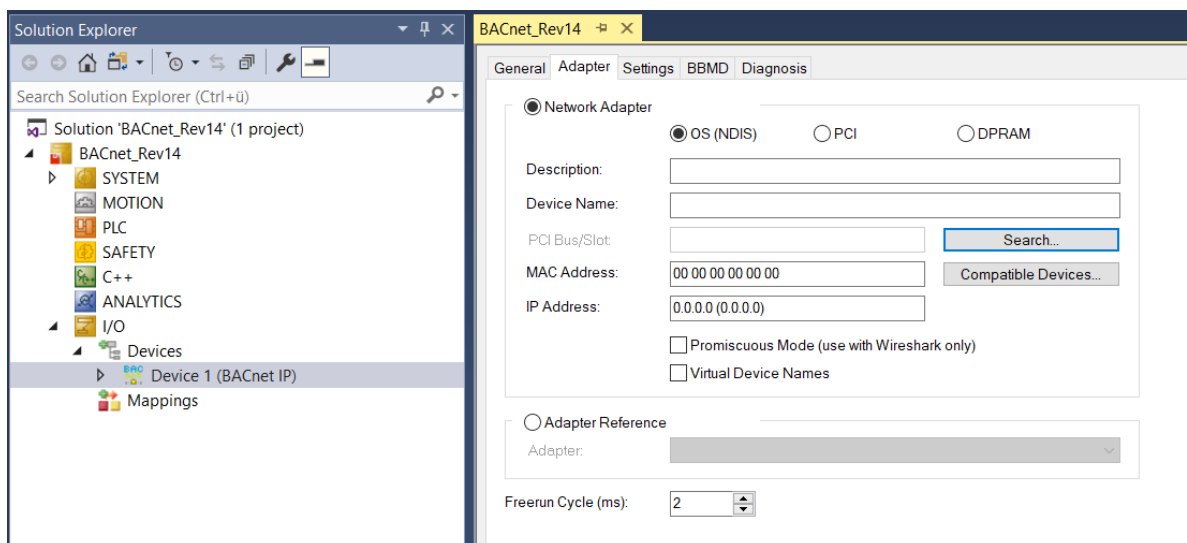 Solution Explorer
Search Solution Explorer (Ctrl+ü)
Solution 'BACnet_Rev14' (1 project)
BACnet_Rev14
SYSTEM
MOTION
PLC
SAFETY
C++
ANALYTICS
I/O
Devices
BAC Device 1 (BACnet IP)
Mappings
BACnet_Rev14
General Adapter Settings BBMD Diagnosis
Network Adapter
OS (NDIS) PCI DPRAM
Description:
Device Name:
PCI Bus/Slot: Search...
MAC Address: 00 00 00 00 00 00 Compatible Devices...
IP Address: 0.0.0.0 (0.0.0.0)
Promiscuous Mode (use with Wireshark only)
Virtual Device Names
Adapter Reference
Adapter:
Freerun Cycle (ms): 2